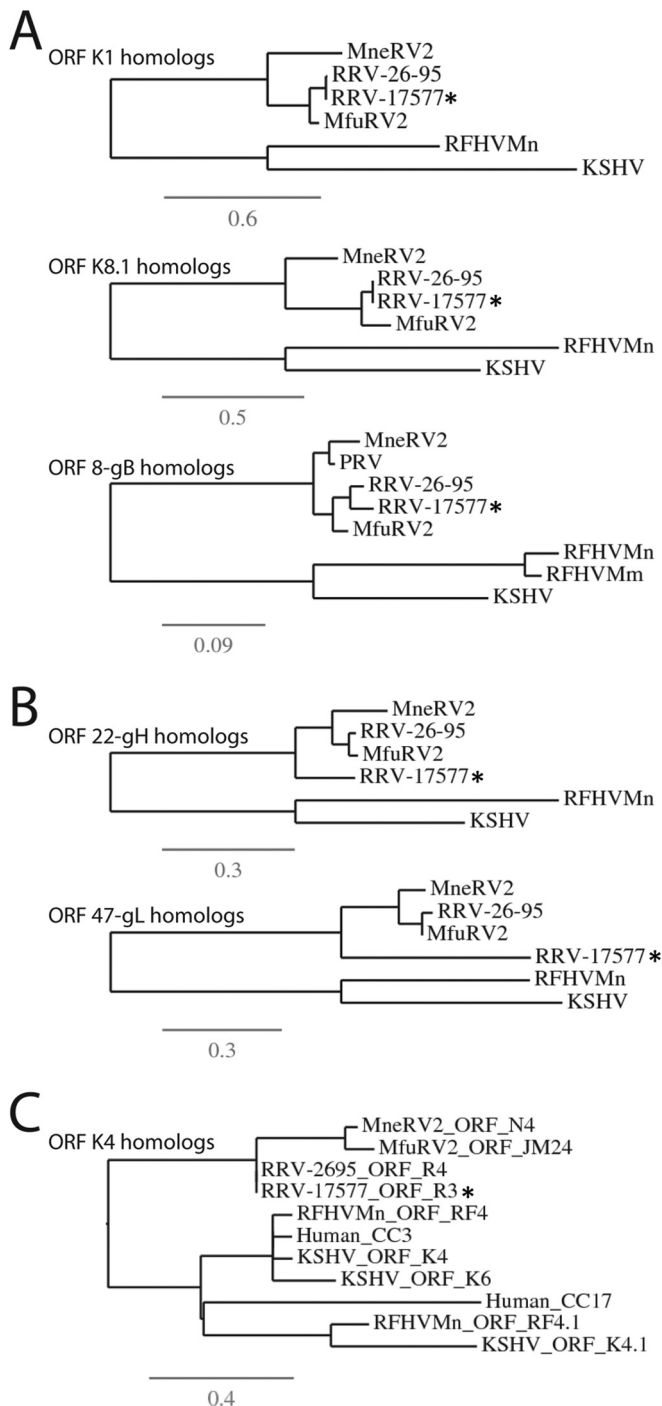 A
ORF K1 homologs
MneRV2
RRV-26-95
RRV-17577*
MfuRV2
RFHVMn
KSHV
0.6
ORF K8.1 homologs
MneRV2
RRV-26-95
RRV-17577*
MfuRV2
RFHVMn
KSHV
0.5
ORF 8-gB homologs
MneRV2
PRV
RRV-26-95
RRV-17577*
MfuRV2
RFHVMn
RFHVMm
KSHV
0.09
B
ORF 22-gH homologs
MneRV2
RRV-26-95
MfuRV2
RRV-17577*
RFHVMn
KSHV
0.3
ORF 47-gL homologs
MneRV2
RRV-26-95
MfuRV2
RRV-17577*
RFHVMn
KSHV
0.3
C
ORF K4 homologs
MneRV2_ORF_N4
MfuRV2_ORF_JM24
RRV-2695_ORF_R4
RRV-17577_ORF_R3*
RFHVMn_ORF_RF4
Human_CC3
KSHV_ORF_K4
KSHV_ORF_K6
Human_CC17
RFHVMn_ORF_RF4.1
KSHV_ORF_K4.1
0.4